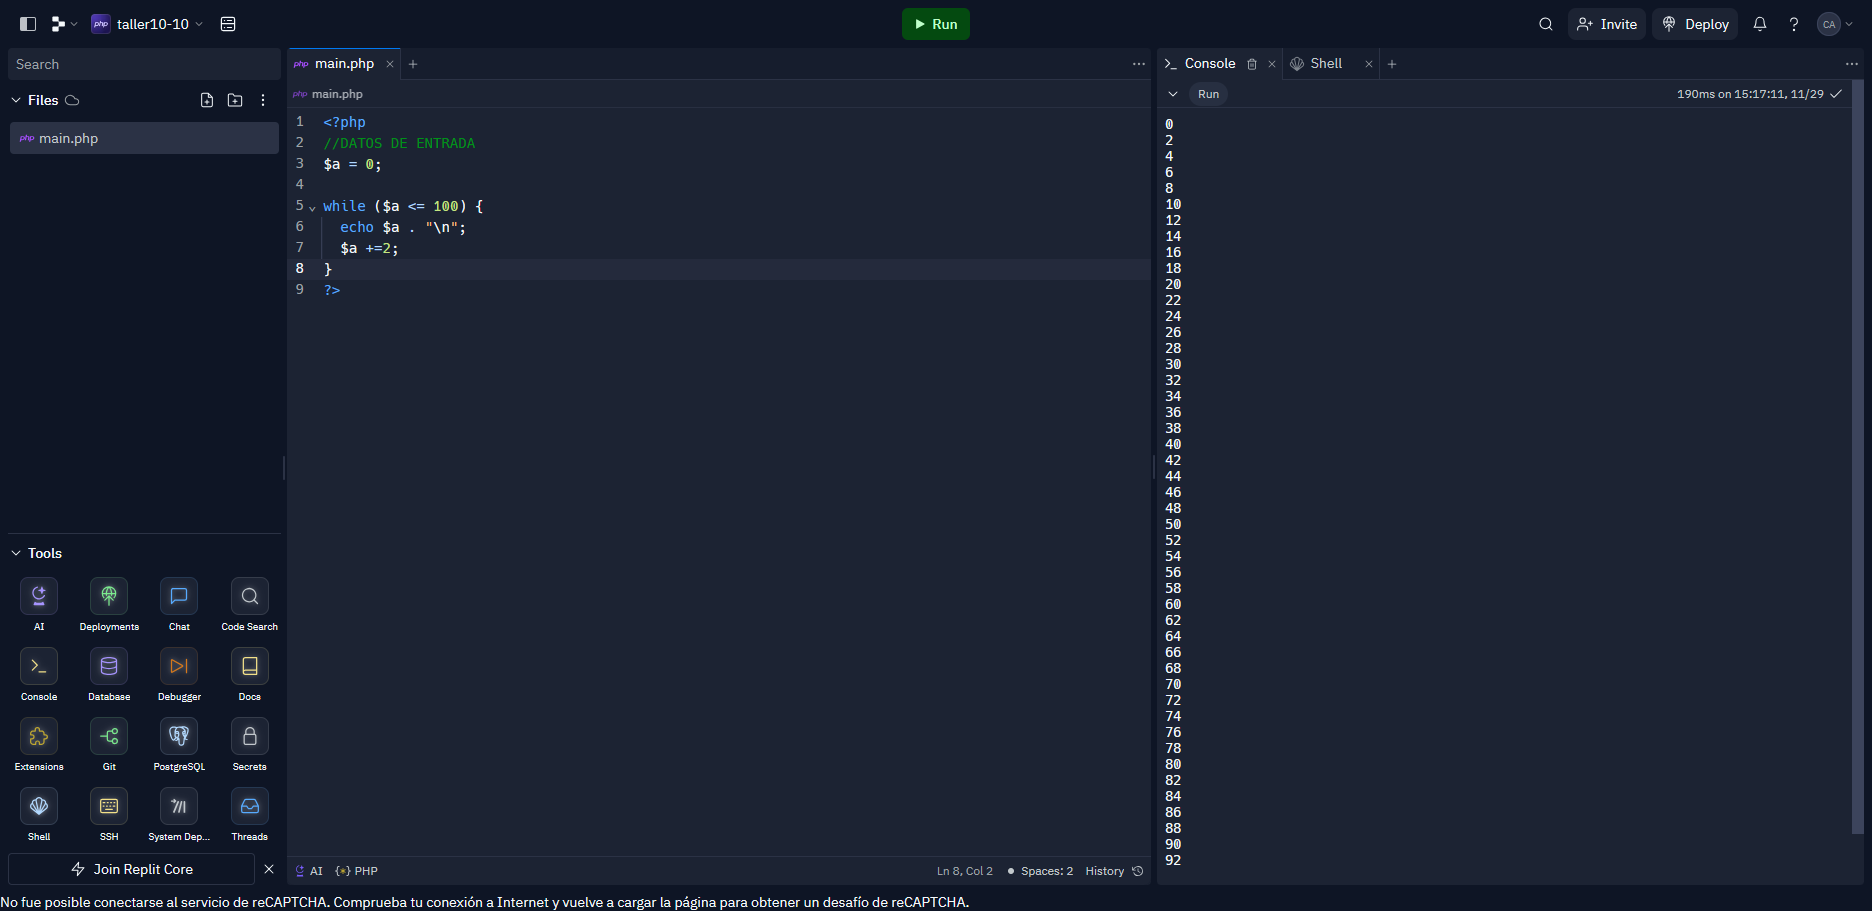 php taller10-10
Run
Invite
Deploy
CA
Search
Files
php main.php
php main.php
php main.php
1 <?php
2 //DATOS DE ENTRADA
3 $a = 0;
4
5 while ($a <= 100) {
6 echo $a . "\n";
7 $a +=2;
8 }
9 ?>
Tools
AI Deployments Chat Code Search
Console Database Debugger Docs
Extensions Git PostgreSQL Secrets
Shell SSH System Dep... Threads
Join Replit Core
AI PHP
Ln 8, Col 2 Spaces: 2 History
Console Shell
Run 190ms on 15:17:11, 11/29
0
2
4
6
8
10
12
14
16
18
20
22
24
26
28
30
32
34
36
38
40
42
44
46
48
50
52
54
56
58
60
62
64
66
68
70
72
74
76
78
80
82
84
86
88
90
92
No fue posible conectarse al servicio de reCAPTCHA. Comprueba tu conexión a Internet y vuelve a cargar la página para obtener un desafío de reCAPTCHA.